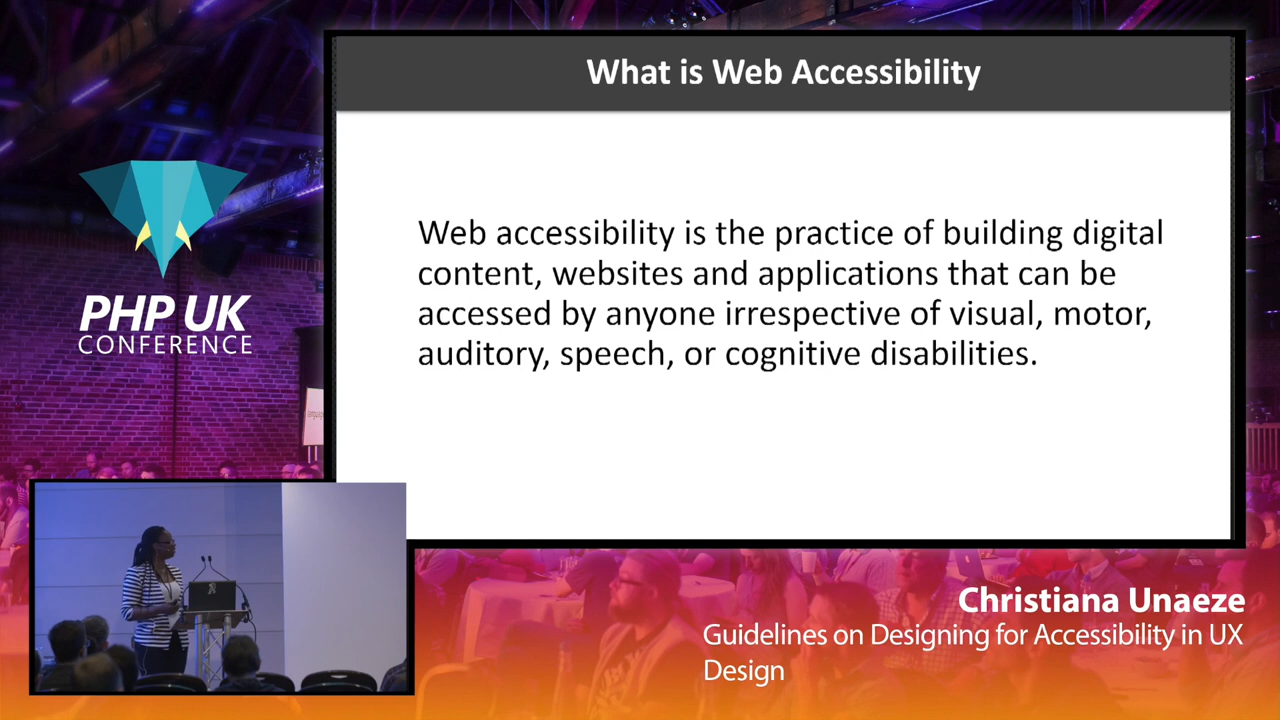 What is Web Accessibility
Web accessibility is the practice of building digital
content, websites and applications that can be
accessed by anyone irrespective of visual, motor,
auditory, speech, or cognitive disabilities.
PHP UK
CONFERENCE
Christiana Unaeze
Guidelines on Designing for Accessibility in UX
Design